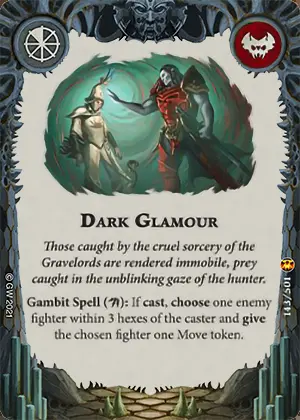 DARK GLAMOUR
Those caught by the cruel sorcery of the
Gravelords are rendered immobile, prey
caught in the unblinking gaze of the hunter.
Gambit Spell (): If cast, choose one enemy
fighter within 3 hexes of the caster and give
the chosen fighter one Move token.
© GW 2021
143/501